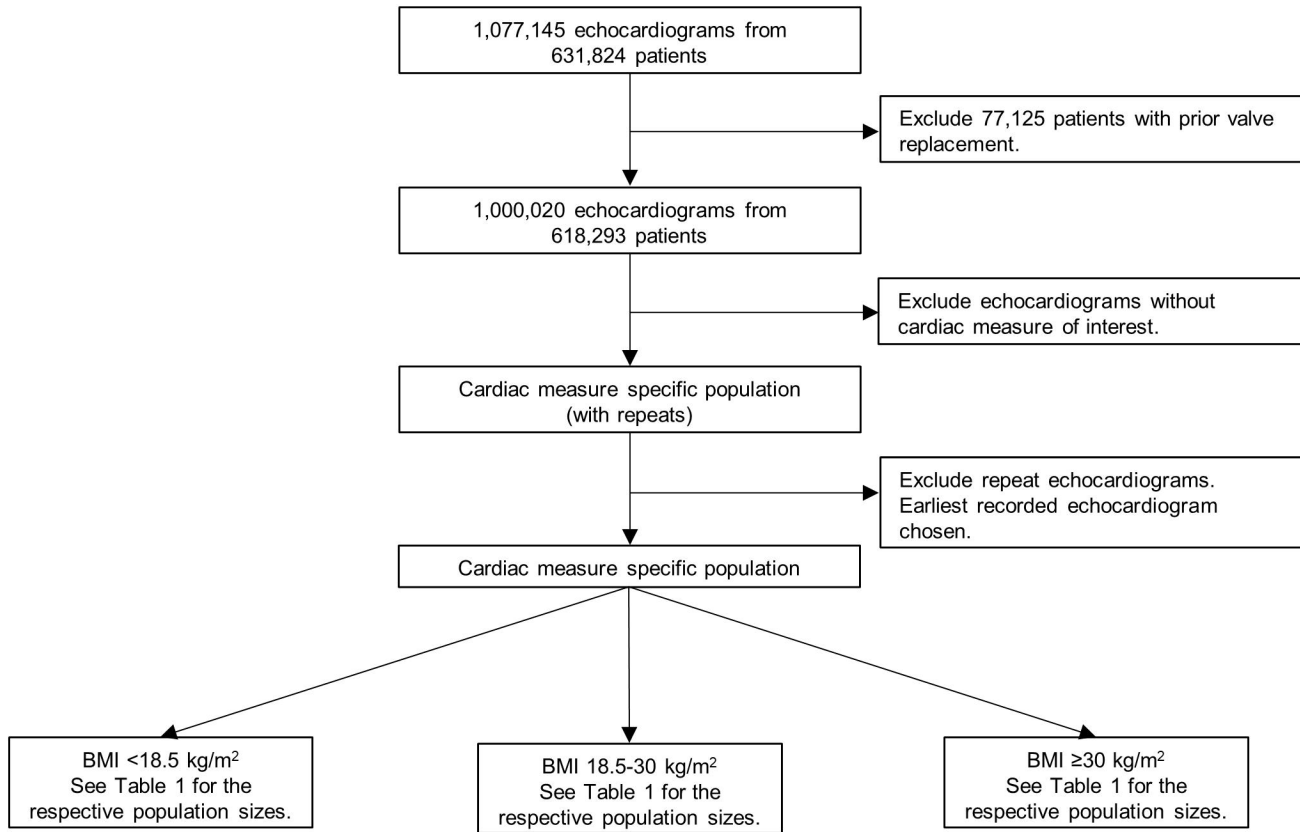 1,077,145 echocardiograms from
631,824 patients
Exclude 77,125 patients with prior valve
replacement.
1,000,020 echocardiograms from
618,293 patients
Exclude echocardiograms without
cardiac measure of interest.
Cardiac measure specific population
(with repeats)
Exclude repeat echocardiograms.
Earliest recorded echocardiogram
chosen.
Cardiac measure specific population
BMI <18.5 kg/m²
See Table 1 for the
respective population sizes.
BMI 18.5-30 kg/m²
See Table 1 for the
respective population sizes.
BMI ≥30 kg/m²
See Table 1 for the
respective population sizes.